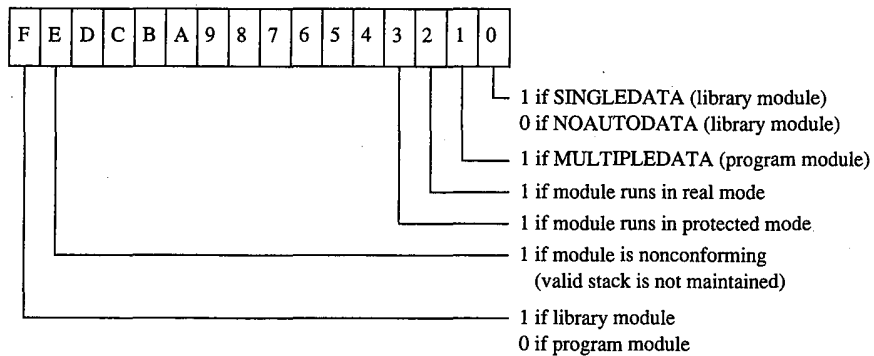 F E D C B A 9 8 7 6 5 4 3 2 1 0
1 if SINGLEDATA (library module)
0 if NOAUTODATA (library module)
1 if MULTIPLEDATA (program module)
1 if module runs in real mode
1 if module runs in protected mode
1 if module is nonconforming
(valid stack is not maintained)
1 if library module
0 if program module